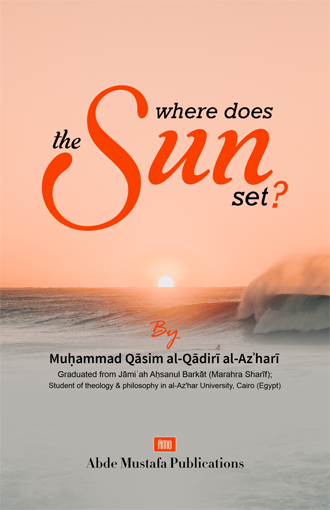 where does
the Sun
set?
By
Muḥammad Qāsim al-Qādirī al-Az'harī
Graduated from Jāmi`ah Aḥsanul Barkāt (Marahra Sharīf);
Student of theology & philosophy in al-Az'har University, Cairo (Egypt)
Abde Mustafa Publications